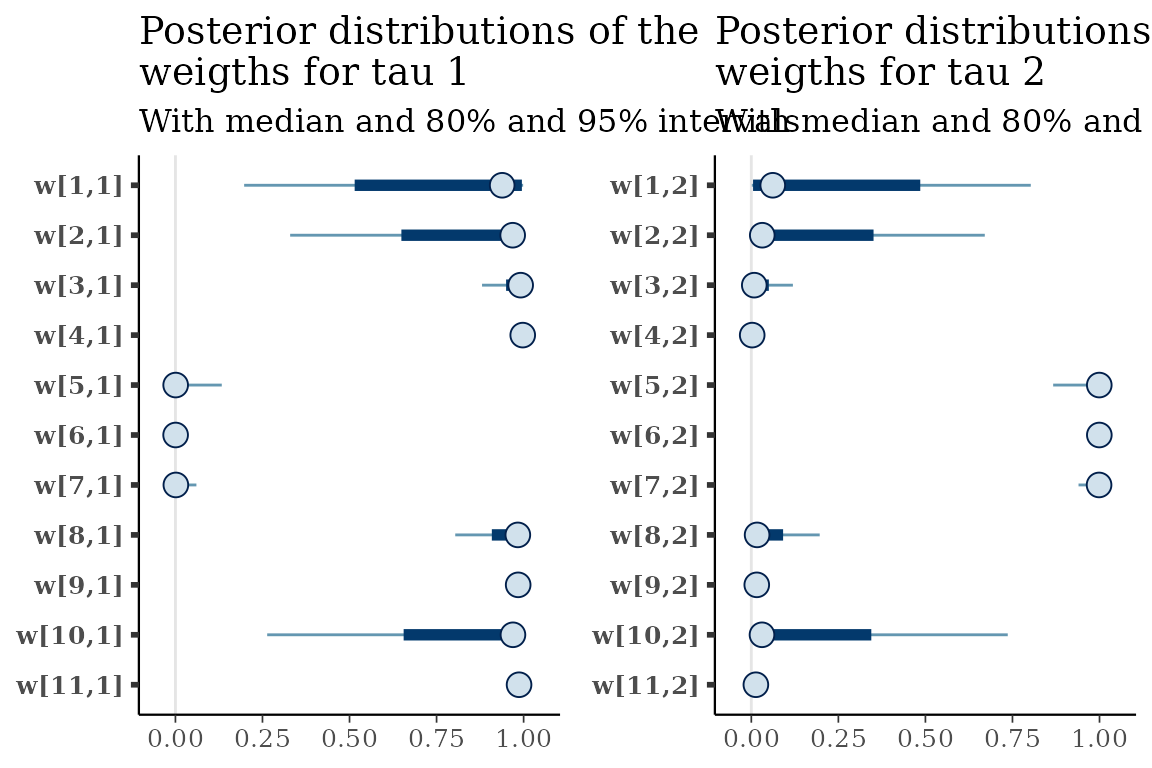 Posterior distributions of the
weigths for tau 1
With median and 80% and 95% intervals
w[1,1]
w[2,1]
w[3,1]
w[4,1]
w[5,1]
w[6,1]
w[7,1]
w[8,1]
w[9,1]
w[10,1]
w[11,1]
0.00 0.25 0.50 0.75 1.00
Posterior distributions
weigths for tau 2
With median and 80% and
w[1,2]
w[2,2]
w[3,2]
w[4,2]
w[5,2]
w[6,2]
w[7,2]
w[8,2]
w[9,2]
w[10,2]
w[11,2]
0.00 0.25 0.50 0.75 1.00